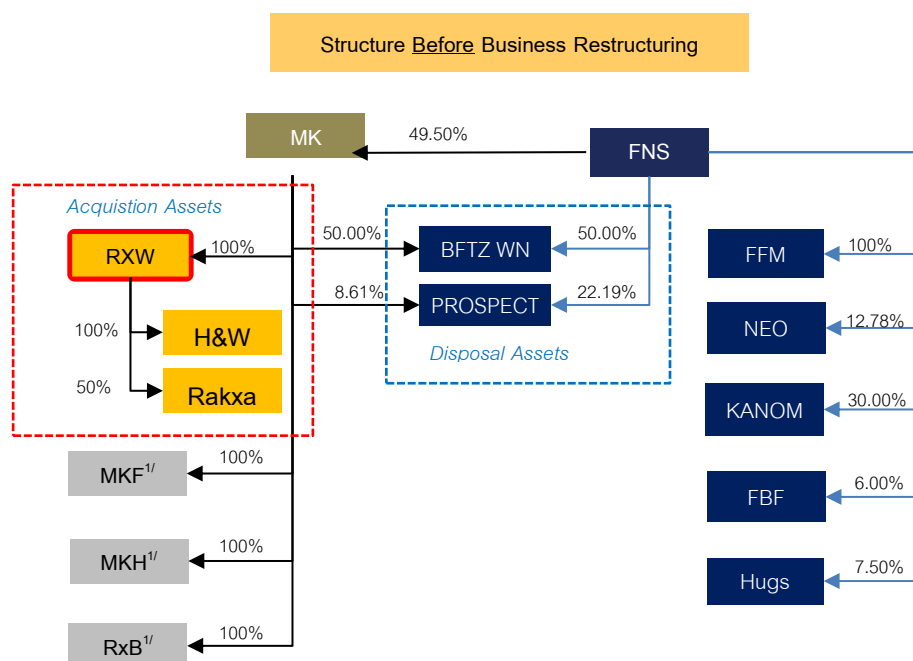 Structure Before Business Restructuring
MK
49.50%
FNS
Acquistion Assets
RXW
100%
50.00%
BFTZ WN
50.00%
FFM
100%
8.61%
PROSPECT
22.19%
100%
H&W
Disposal Assets
NEO
12.78%
50%
Rakxa
KANOM
30.00%
MKF1/
100%
FBF
6.00%
MKH1/
100%
Hugs
7.50%
RxB1/
100%